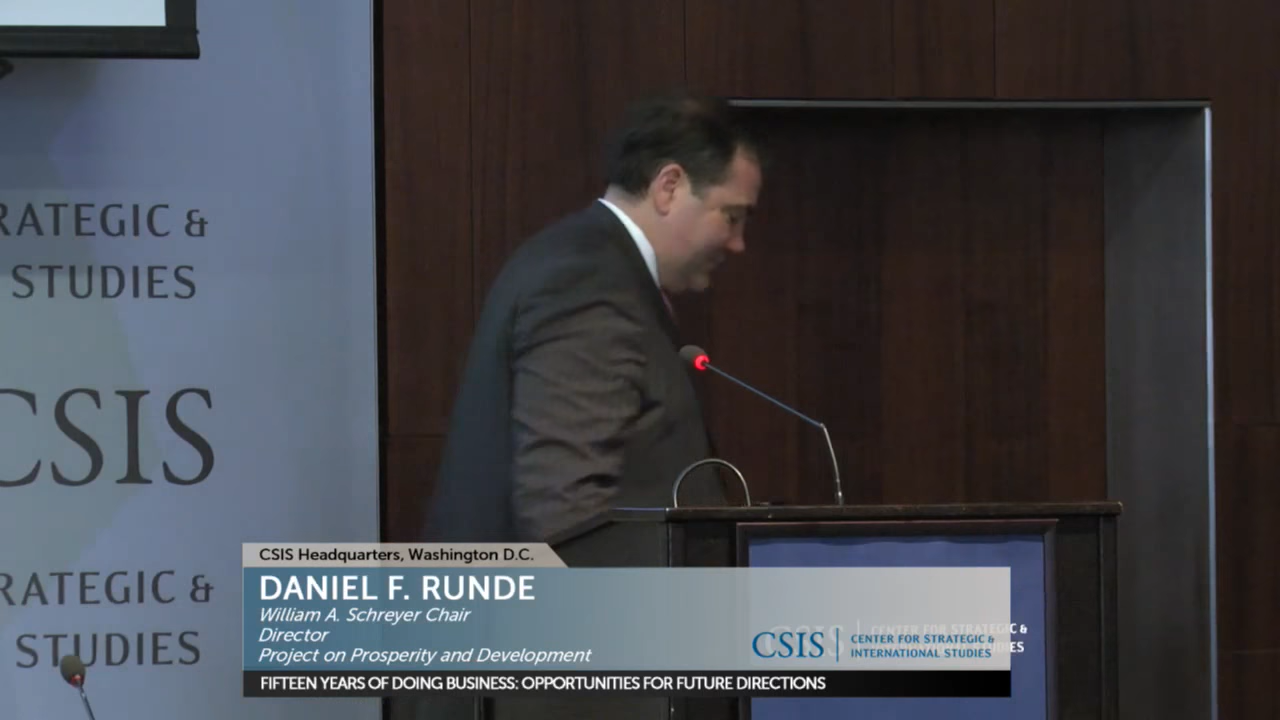 RATEGIC &
STUDIES
CSIS
RATEGIC &
STUDIES
CSIS Headquarters, Washington D.C.
DANIEL F. RUNDE
William A. Schreyer Chair
Director
Project on Prosperity and Development
CSIS
CENTER FOR STRATEGIC &
INTERNATIONAL STUDIES
FIFTEEN YEARS OF DOING BUSINESS: OPPORTUNITIES FOR FUTURE DIRECTIONS